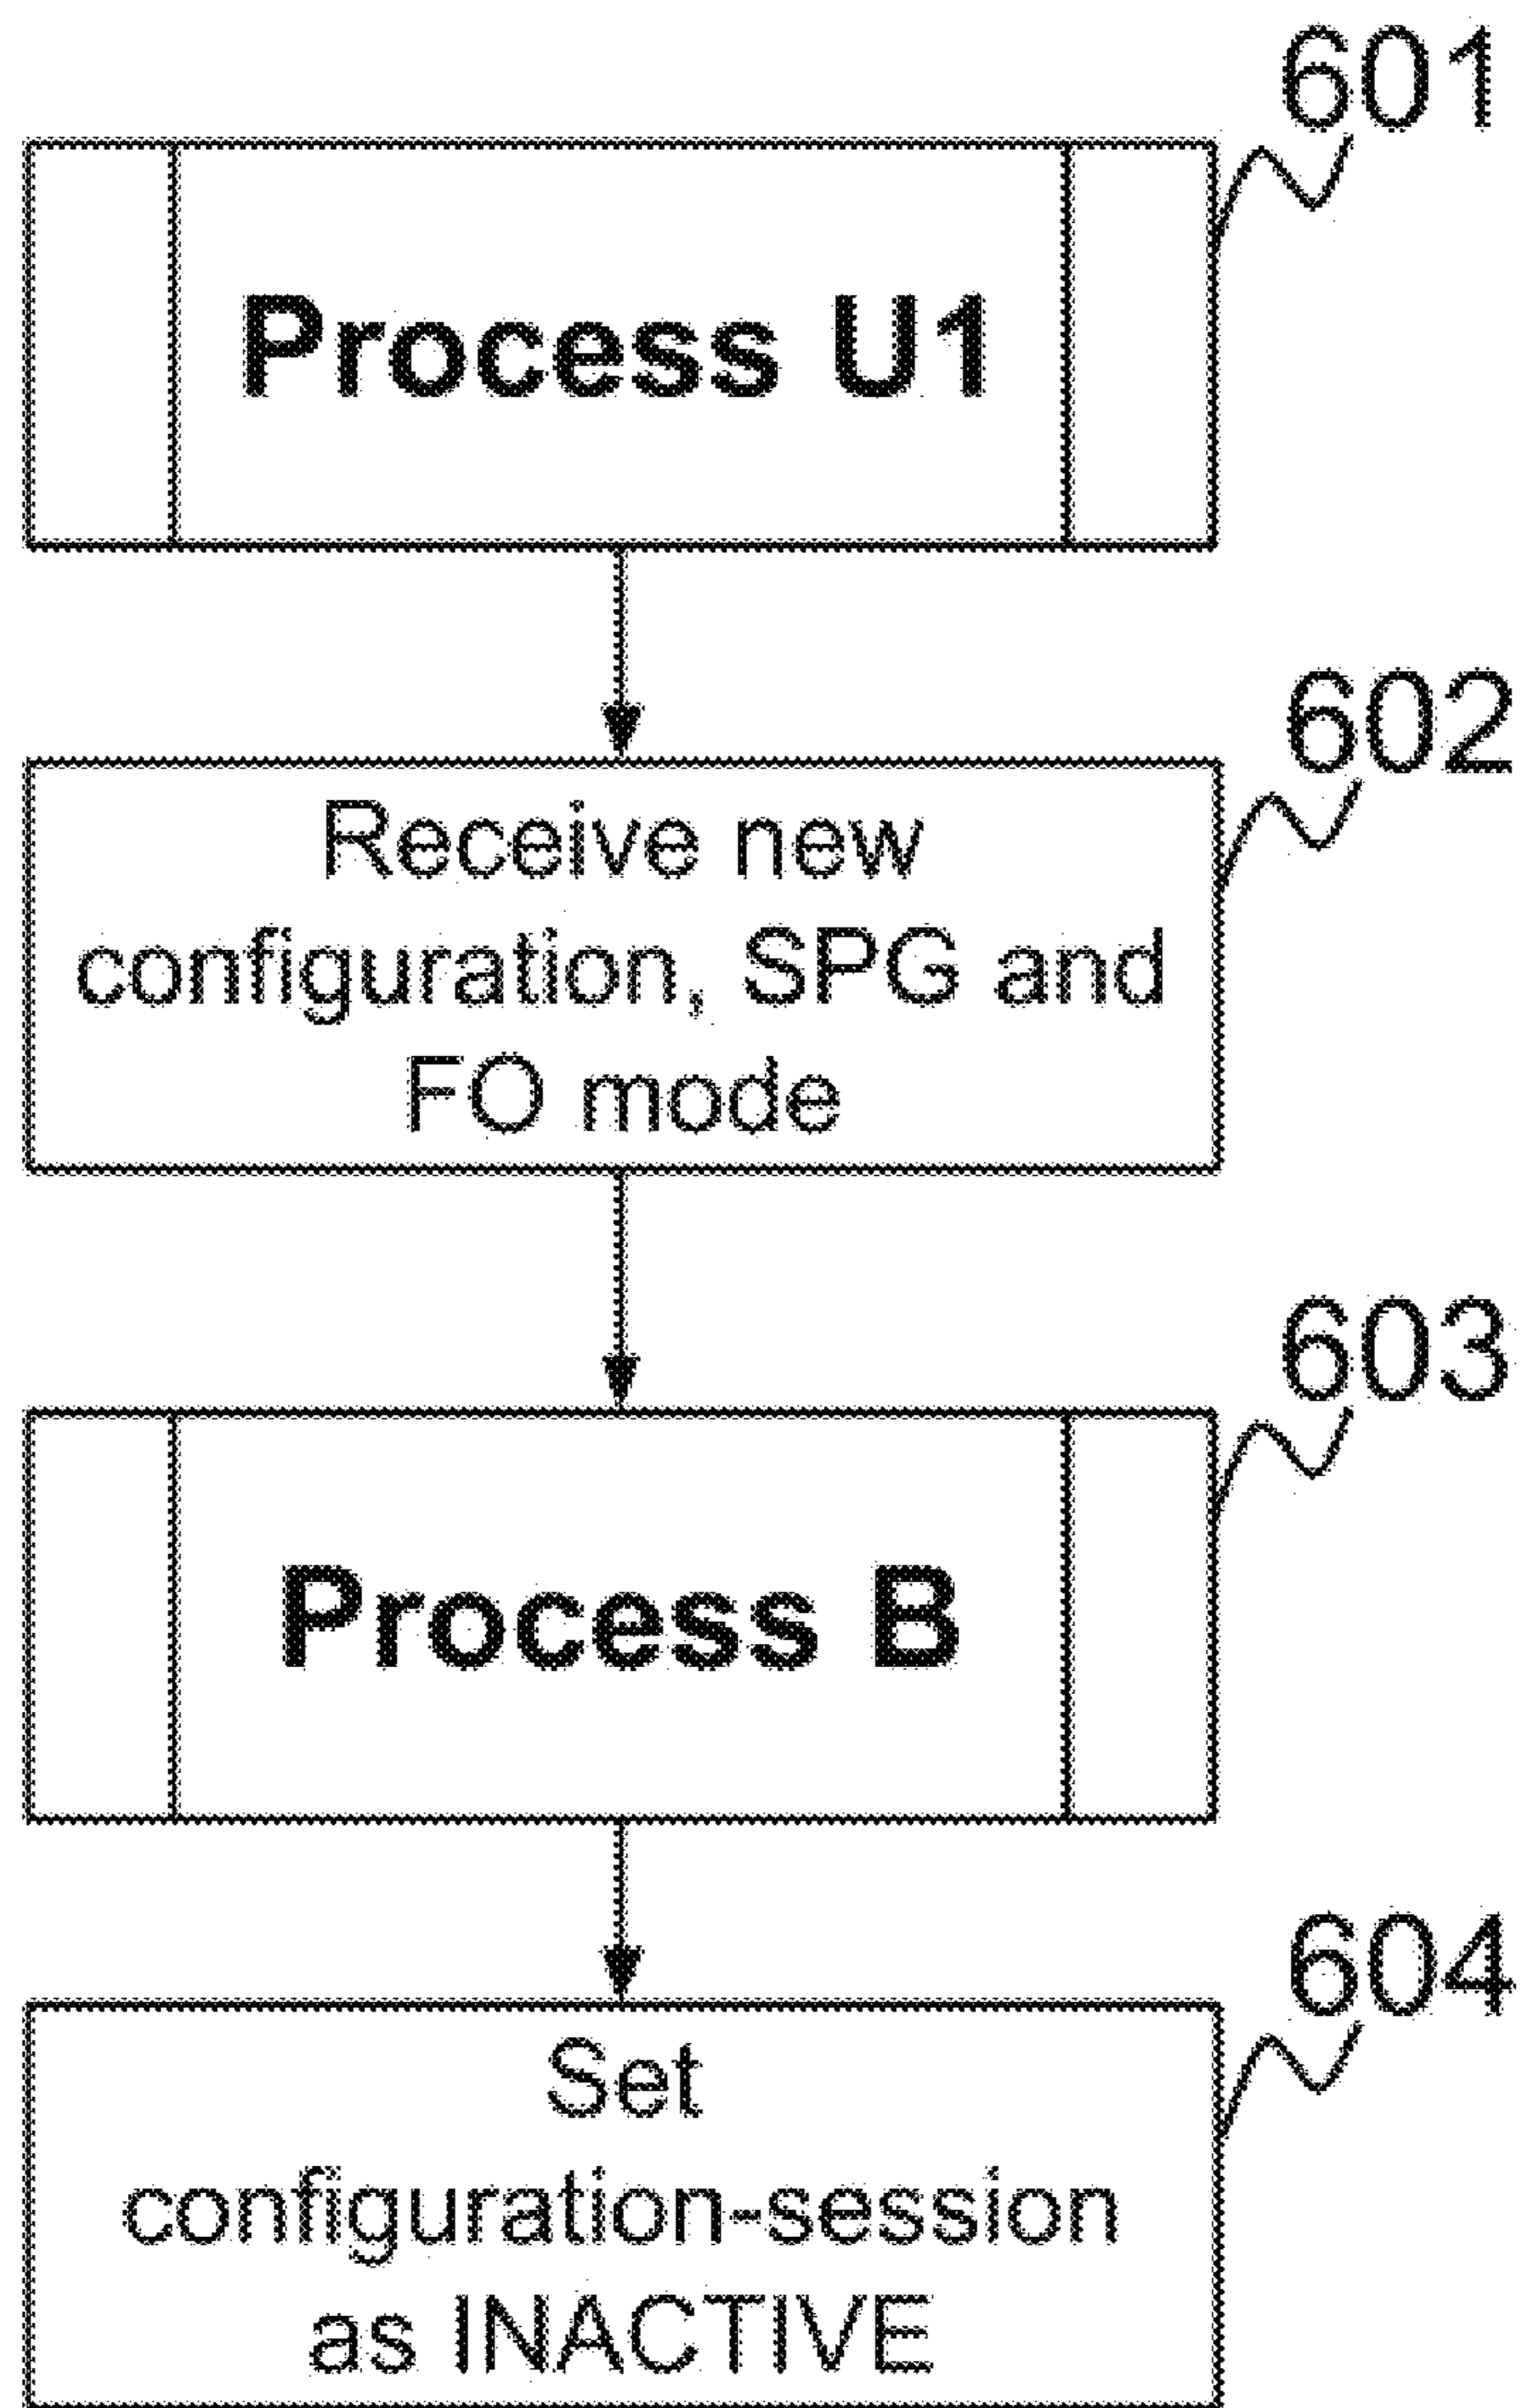 601
Process U1
602
Receive new
configuration, SPG and
FO mode
603
Process B
604
Set
configuration-session
as INACTIVE